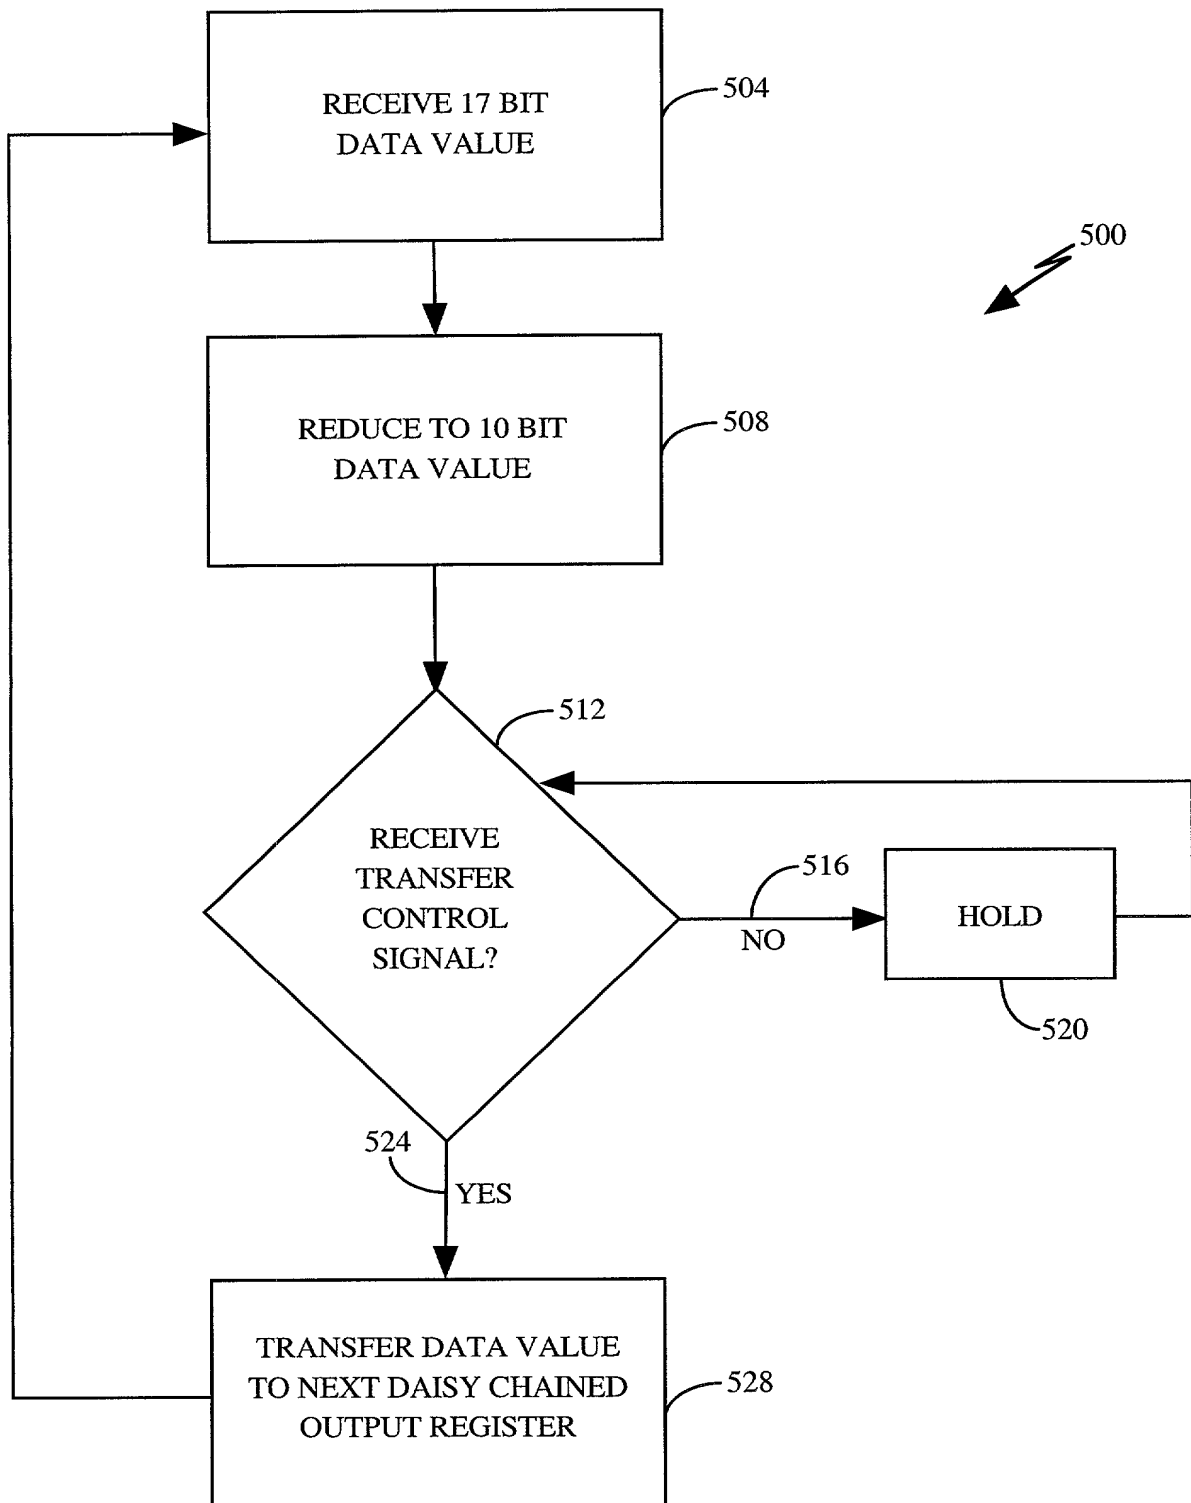 RECEIVE 17 BIT
DATA VALUE
504
500
REDUCE TO 10 BIT
DATA VALUE
508
512
RECEIVE
TRANSFER
CONTROL
SIGNAL?
516
NO
HOLD
520
524
YES
TRANSFER DATA VALUE
TO NEXT DAISY CHAINED
OUTPUT REGISTER
528